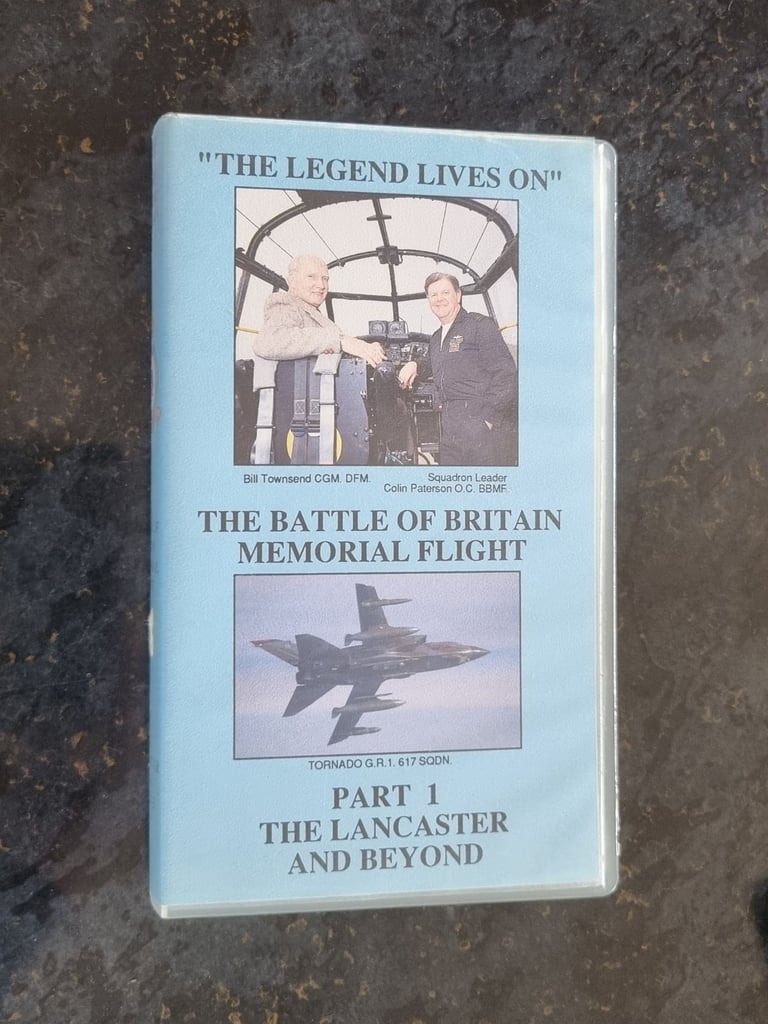 "THE LEGEND LIVES ON"
Bill Townsend CGM. DFM.
Squadron Leader
Colin Paterson O.C. BBMF.
THE BATTLE OF BRITAIN
MEMORIAL FLIGHT
TORNADO G.R.1. 617 SQDN.
PART 1
THE LANCASTER
AND BEYOND